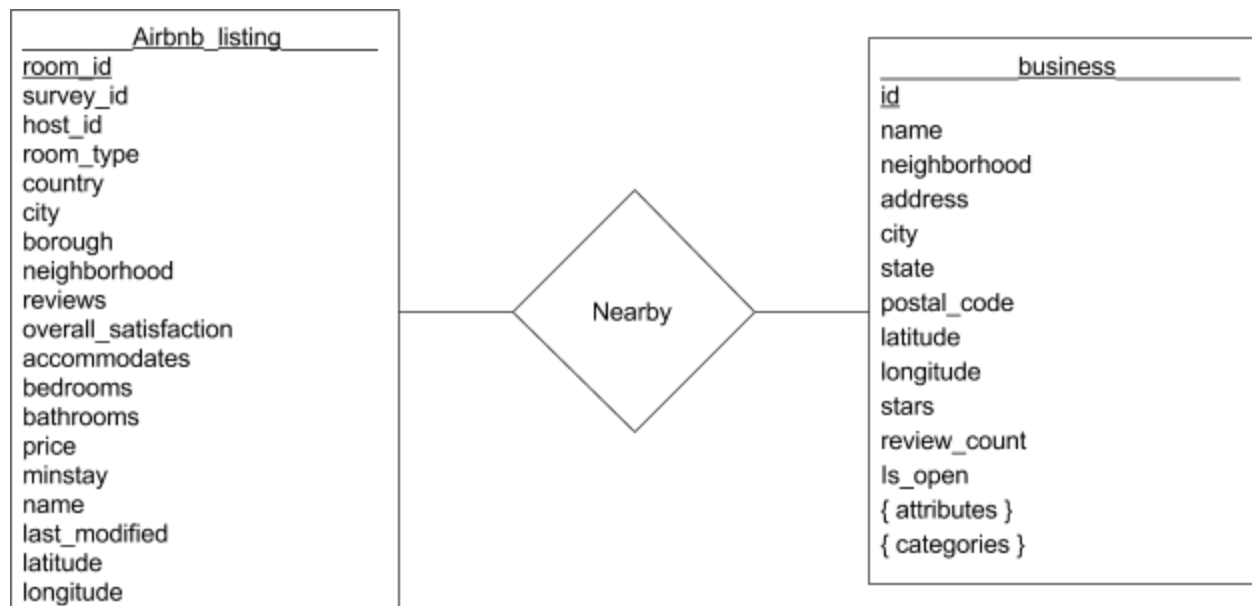 Airbnb_listing
room_id
survey_id
host_id
room_type
country
city
borough
neighborhood
reviews
overall_satisfaction
accommodates
bedrooms
bathrooms
price
minstay
name
last_modified
latitude
longitude
Nearby
business
id
name
neighborhood
address
city
state
postal_code
latitude
longitude
stars
review_count
Is_open
{ attributes }
{ categories }